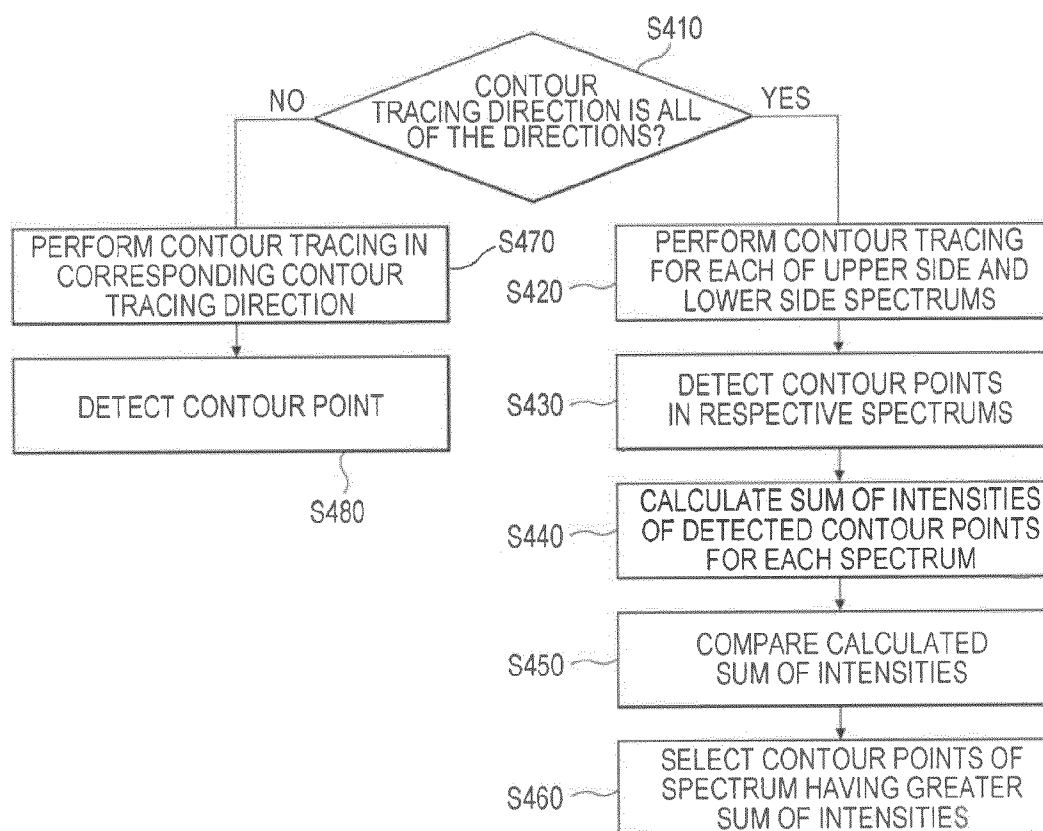 S410
CONTOUR
TRACING DIRECTION IS ALL
OF THE DIRECTIONS?
NO
YES
PERFORM CONTOUR TRACING IN
CORRESPONDING CONTOUR
TRACING DIRECTION
S470
DETECT CONTOUR POINT
S480
S420
PERFORM CONTOUR TRACING
FOR EACH OF UPPER SIDE AND
LOWER SIDE SPECTRUMS
S430
DETECT CONTOUR POINTS
IN RESPECTIVE SPECTRUMS
S440
CALCULATE SUM OF INTENSITIES
OF DETECTED CONTOUR POINTS
FOR EACH SPECTRUM
S450
COMPARE CALCULATED
SUM OF INTENSITIES
S460
SELECT CONTOUR POINTS OF
SPECTRUM HAVING GREATER
SUM OF INTENSITIES